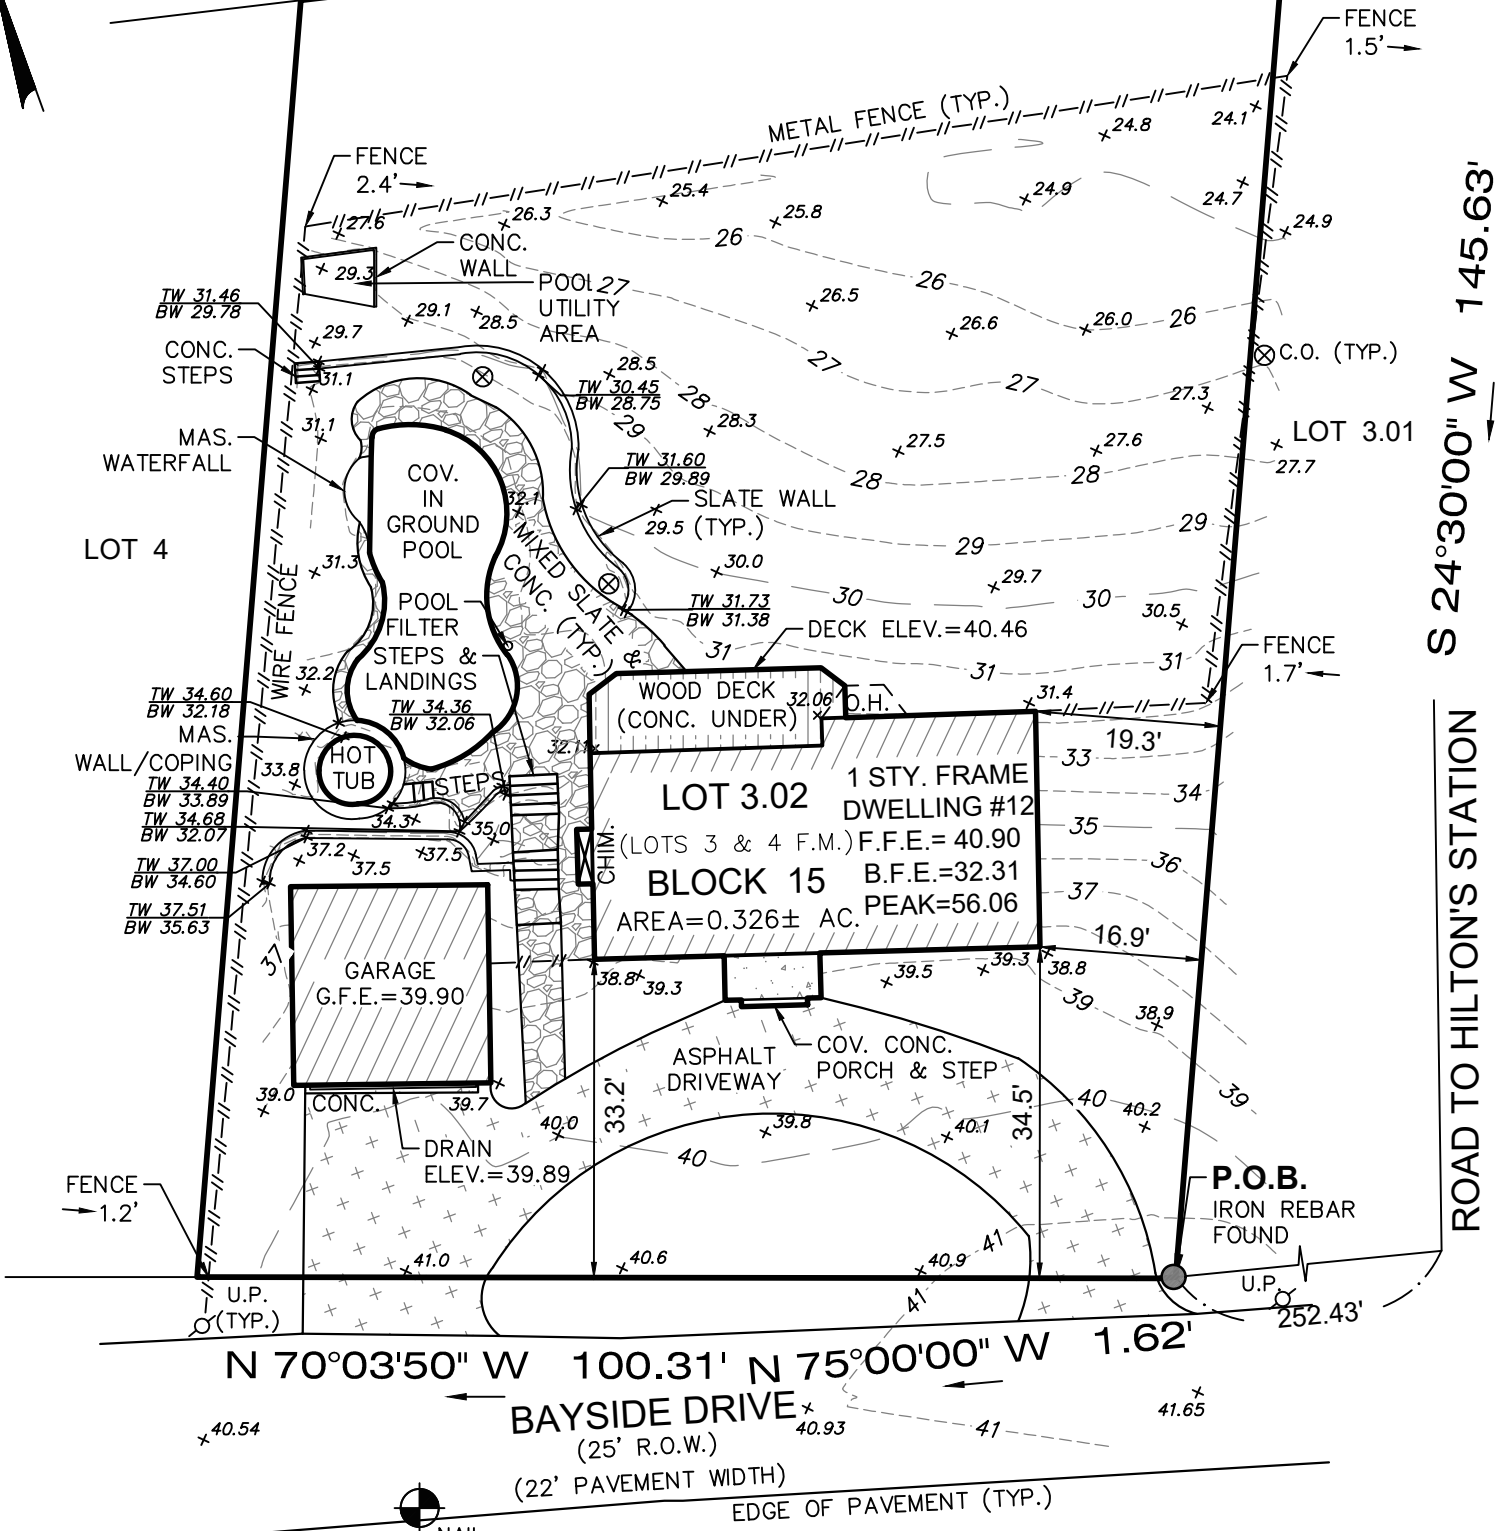 FENCE
1.5'
METAL FENCE (TYP.)
24.8
24.1
FENCE
2.4'
25.4
24.9
24.7
24.9
27.6
26.3
25.8
26
CONC.
WALL
29.3
POOL
UTILITY
AREA
27
26
26
TW 31.46
BW 29.78
29.1
28.5
26.5
26.6
26.0
29.7
CONC.
STEPS
31.1
28.5
27
27
C.O. (TYP.)
TW 30.45
BW 28.75
28
29
28.3
27.3
LOT 3.01
31.1
MAS.
WATERFALL
27.5
27.6
27.7
TW 31.60
BW 29.89
28
28
COV.
IN
GROUND
POOL
32.1
SLATE WALL
(TYP.)
29.5
29
29
LOT 4
MIXED SLATE &
CONC. (TYP.)
31.3
30.0
29.7
WIRE FENCE
POOL
FILTER
STEPS &
LANDINGS
30
30
30.5
TW 31.73
BW 31.38
DECK ELEV.=40.46
31
31
31
FENCE
1.7'
32.2
WOOD DECK
(CONC. UNDER)
32.06
O.H.
31.4
TW 34.60
BW 32.18
TW 34.36
BW 32.06
MAS.
WALL/COPING
HOT
TUB
32.11
19.3'
33
33.8
STEPS
TW 34.40
BW 33.89
34.3
35.0
LOT 3.02
1 STY. FRAME
DWELLING #12
34
TW 34.68
BW 32.07
CHIM.
(LOTS 3 & 4 F.M.)
F.F.E.= 40.90
35
37.2
37.5
37.5
36
TW 37.00
BW 34.60
BLOCK 15
B.F.E.=32.31
37
TW 37.51
BW 35.63
AREA=0.326± AC.
PEAK=56.06
16.9'
37
GARAGE
G.F.E.=39.90
38.8
39.3
39.5
39.3
38.8
39
38.9
ASPHALT
DRIVEWAY
COV. CONC.
PORCH & STEP
39.0
CONC.
39.7
33.2'
34.5'
40
40.2
39
40.0
39.8
40.1
DRAIN
ELEV.=39.89
40
P.O.B.
IRON REBAR
FOUND
FENCE
1.2'
41
41.0
40.6
40.9
U.P.
(TYP.)
41
U.P.
252.43'
N 70°03'50" W 100.31'
N 75°00'00" W 1.62'
BAYSIDE DRIVE
(25' R.O.W.)
(22' PAVEMENT WIDTH)
40.54
40.93
41
41.65
EDGE OF PAVEMENT (TYP.)
NAIL
S 24°30'00" W 145.63'
ROAD TO HILTON'S STATION